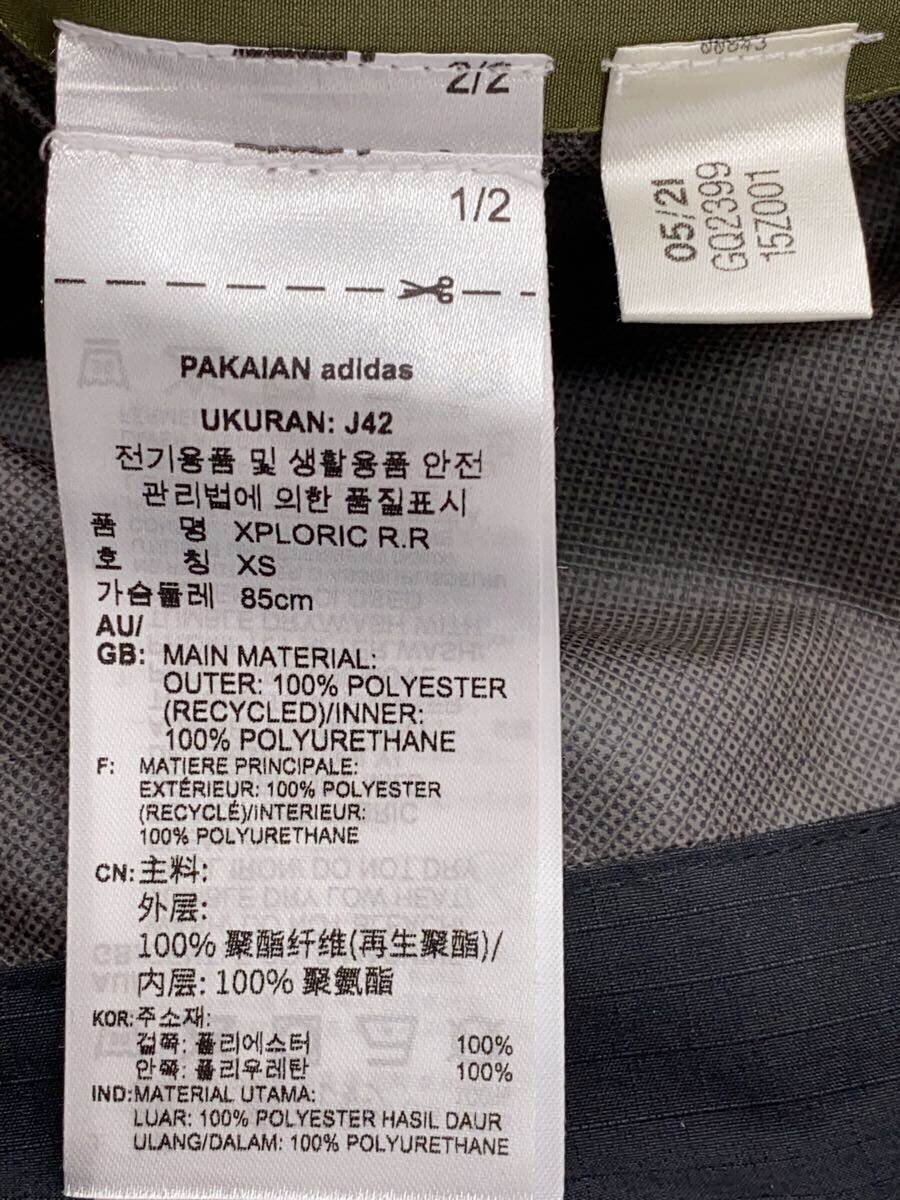 2/2
1/2
PAKAIAN adidas
UKURAN: J42
전기용품 및 생활용품 안전
관리법에 의한 품질표시
품 명 XPLORIC R.R
호 칭 XS
가슴둘레 85cm
AU/
GB: MAIN MATERIAL:
OUTER: 100% POLYESTER
(RECYCLED)/INNER:
100% POLYURETHANE
F: MATIERE PRINCIPALE:
EXTÉRIEUR: 100% POLYESTER
(RECYCLÉ)/INTERIEUR:
100% POLYURETHANE
CN: 主料:
外层:
100% 聚酯纤维(再生聚酯)/
内层: 100% 聚氨酯
KOR: 주소재:
겉쪽: 폴리에스터 100%
안쪽: 폴리우레탄 100%
IND: MATERIAL UTAMA:
LUAR: 100% POLYESTER HASIL DAUR
ULANG/DALAM: 100% POLYURETHANE
05/21
GQ2399
15Z001